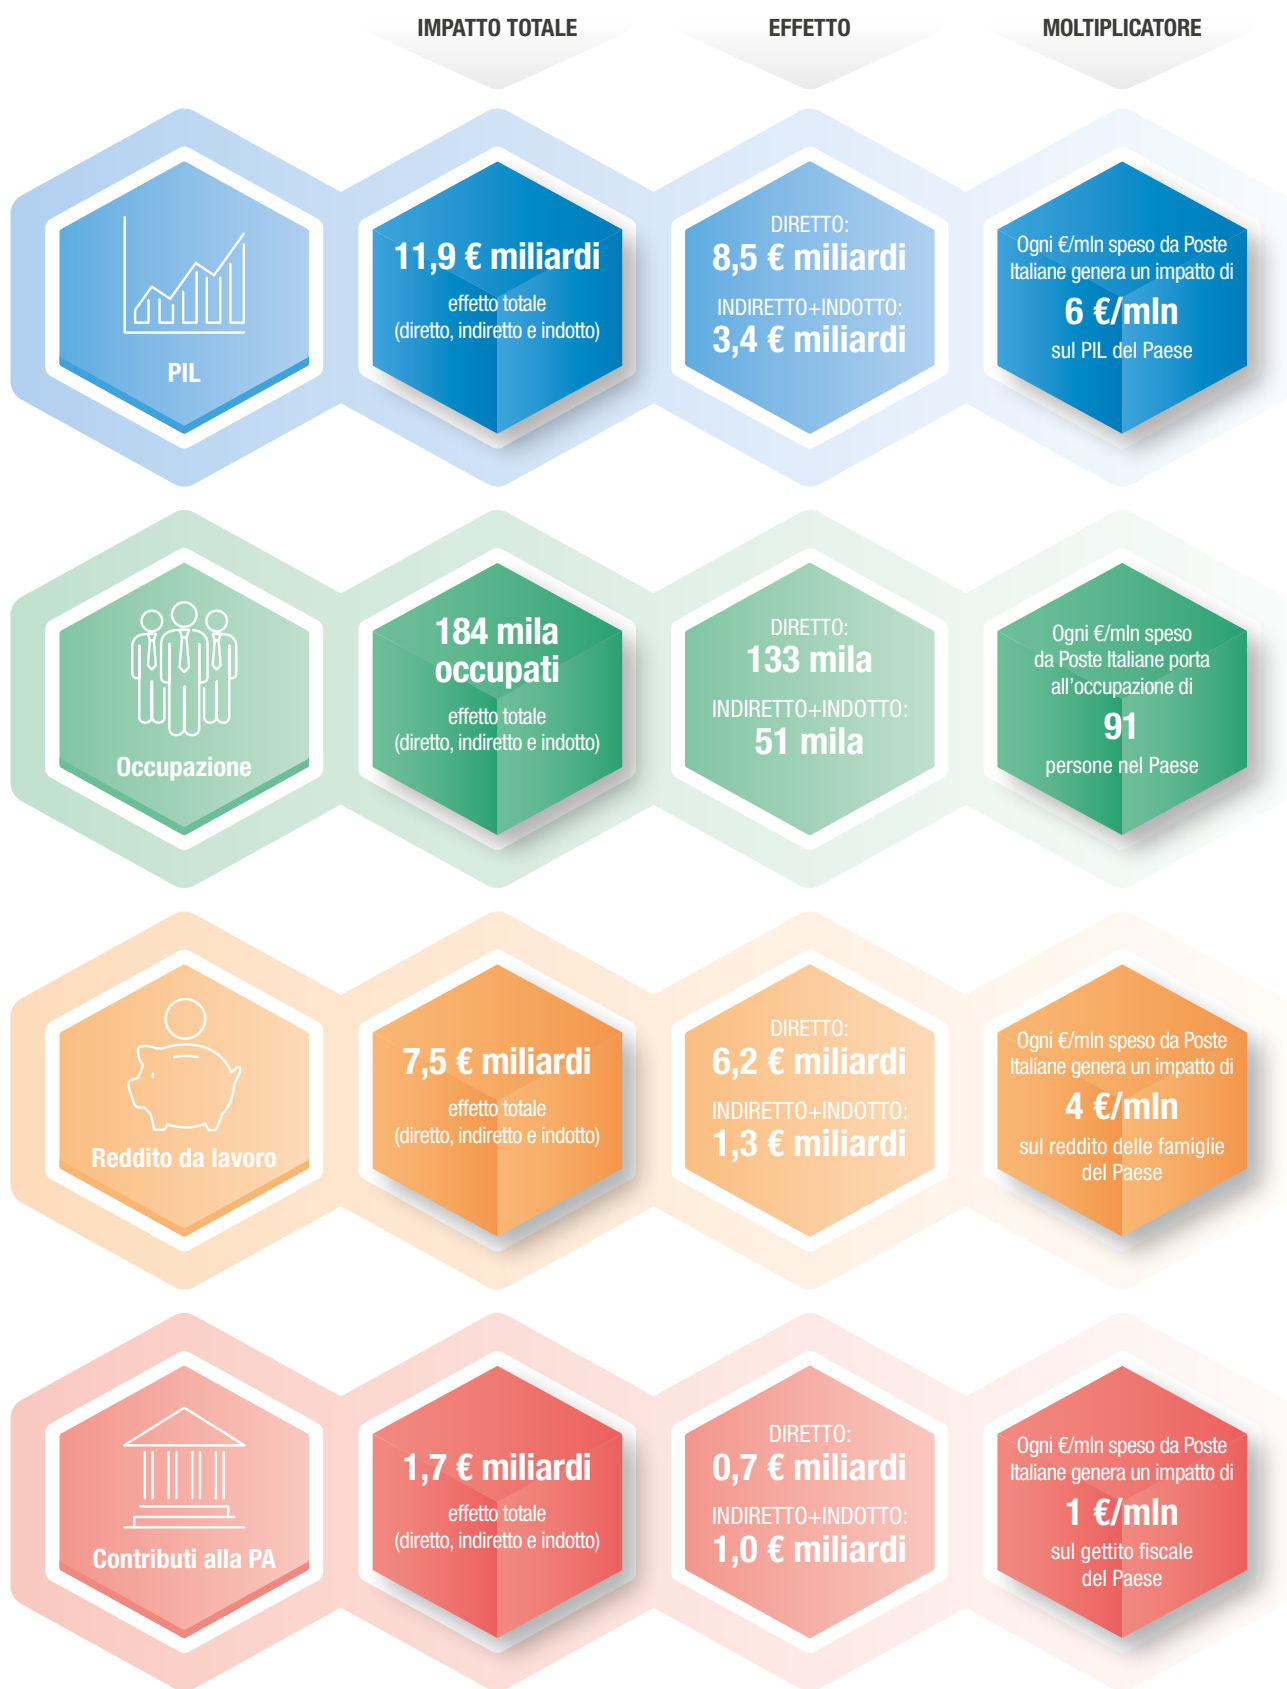 IMPATTO TOTALE
EFFETTO
MOLTIPLICATORE
PIL
11,9 € miliardi
effetto totale
(diretto, indiretto e indotto)
DIRETTO:
8,5 € miliardi
INDIRETTO+INDOTTO:
3,4 € miliardi
Ogni €/mln speso da Poste
Italiane genera un impatto di
6 €/mln
sul PIL del Paese
Occupazione
184 mila
occupati
effetto totale
(diretto, indiretto e indotto)
DIRETTO:
133 mila
INDIRETTO+INDOTTO:
51 mila
Ogni €/mln speso
da Poste Italiane porta
all'occupazione di
91
persone nel Paese
Reddito da lavoro
7,5 € miliardi
effetto totale
(diretto, indiretto e indotto)
DIRETTO:
6,2 € miliardi
INDIRETTO+INDOTTO:
1,3 € miliardi
Ogni €/mln speso da Poste
Italiane genera un impatto di
4 €/mln
sul reddito delle famiglie
del Paese
Contributi alla PA
1,7 € miliardi
effetto totale
(diretto, indiretto e indotto)
DIRETTO:
0,7 € miliardi
INDIRETTO+INDOTTO:
1,0 € miliardi
Ogni €/mln speso da Poste
Italiane genera un impatto di
1 €/mln
sul gettito fiscale
del Paese